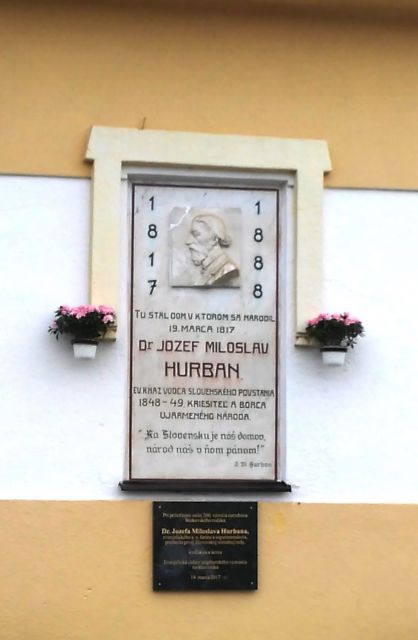 1 1
8 8
1 8
7 8
TU STÁL DOM V KTOROM SA NARODIL
19. MARCA 1817
Dr JOZEF MILOSLAV
HURBAN
EV. KŇAZ VODCA SLOVENSKÉHO POVSTANIA
1848 - 49, KRIESITEĽ A BORCA
UJARMENÉHO NÁRODA.
"Na Slovensku je náš domov,
národ náš v ňom pánom!"
J. M. Hurban
Pri príležitosti
Dr. Jozefa Miloslava Hurbana,
19. marca 2017